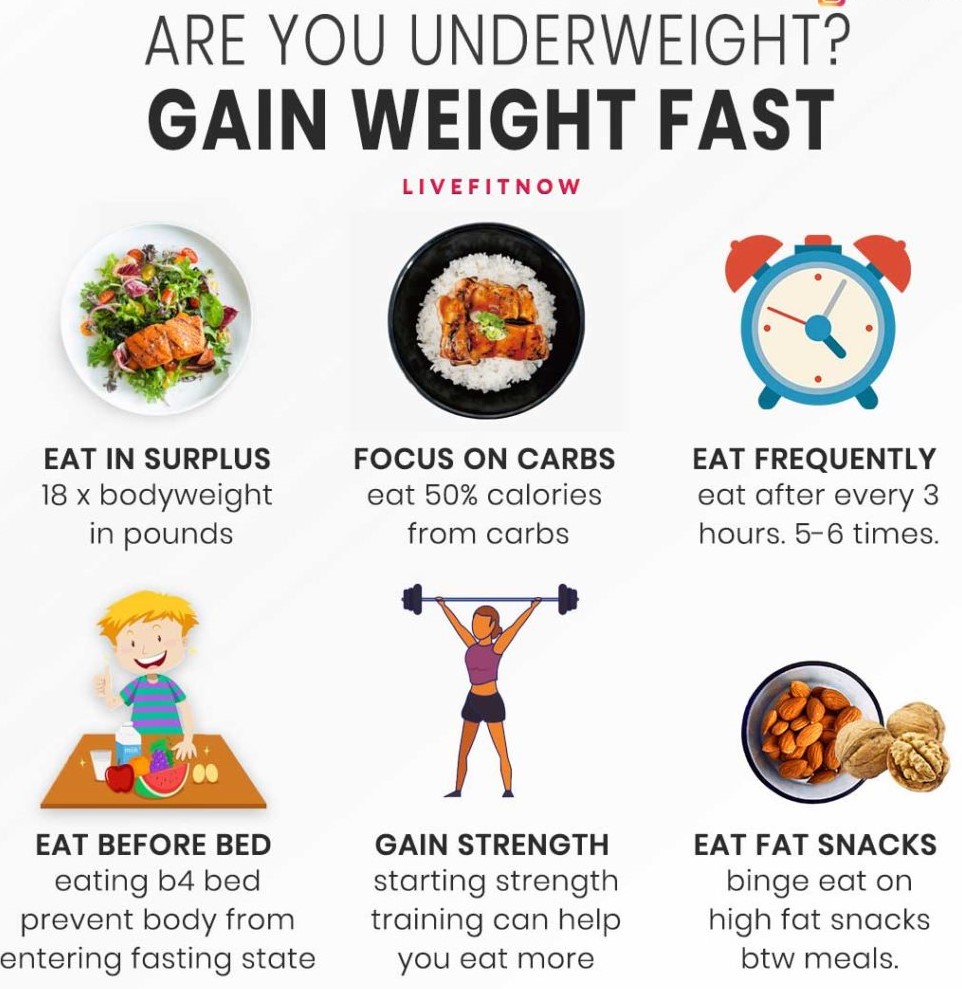 ARE YOU UNDERWEIGHT?
GAIN WEIGHT FAST
LIVEFITNOW
EAT IN SURPLUS
18 x bodyweight
in pounds
FOCUS ON CARBS
eat 50% calories
from carbs
EAT FREQUENTLY
eat after every 3
hours. 5-6 times.
EAT BEFORE BED
eating b4 bed
prevent body from
entering fasting state
GAIN STRENGTH
starting strength
training can help
you eat more
EAT FAT SNACKS
binge eat on
high fat snacks
btw meals.